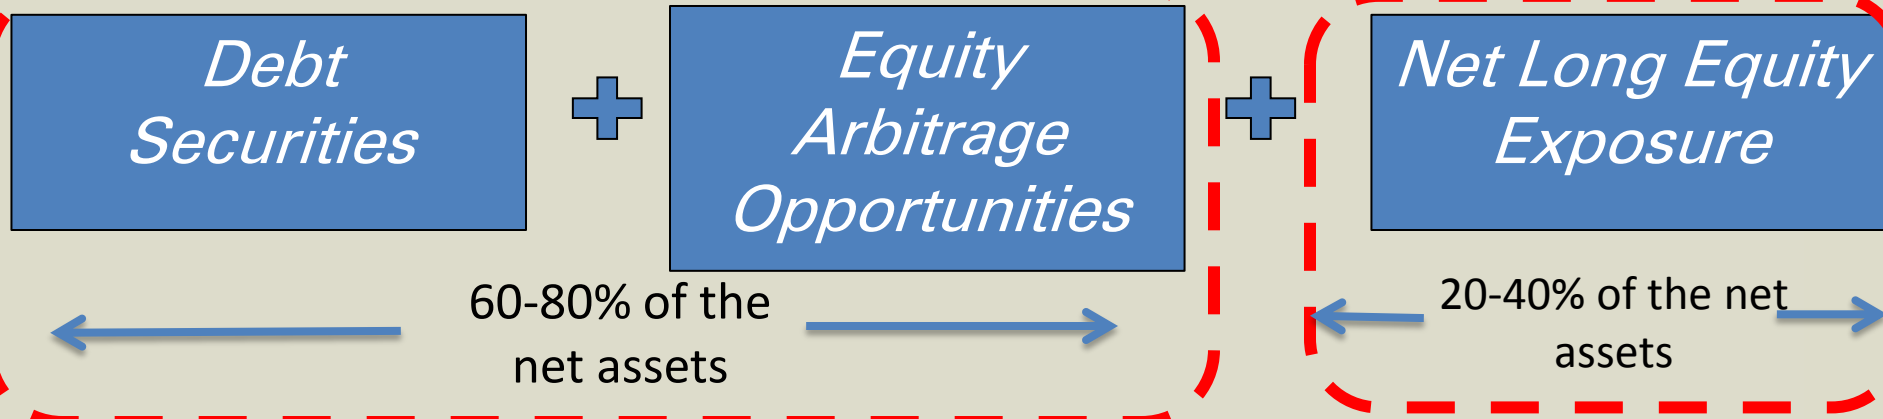 Debt
Securities
Equity
Arbitrage
Opportunities
Net Long Equity
Exposure
60-80% of the
net assets
20-40% of the net
assets